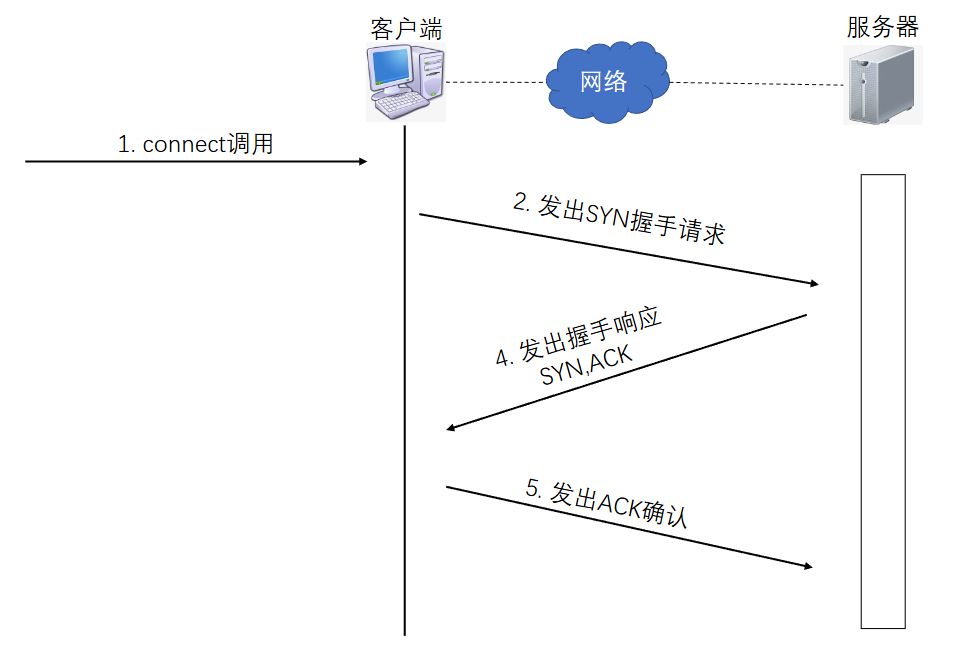 客户端
网络
服务器
1. connect调用
2. 发出SYN握手请求
4. 发出握手响应
SYN,ACK
5. 发出ACK确认